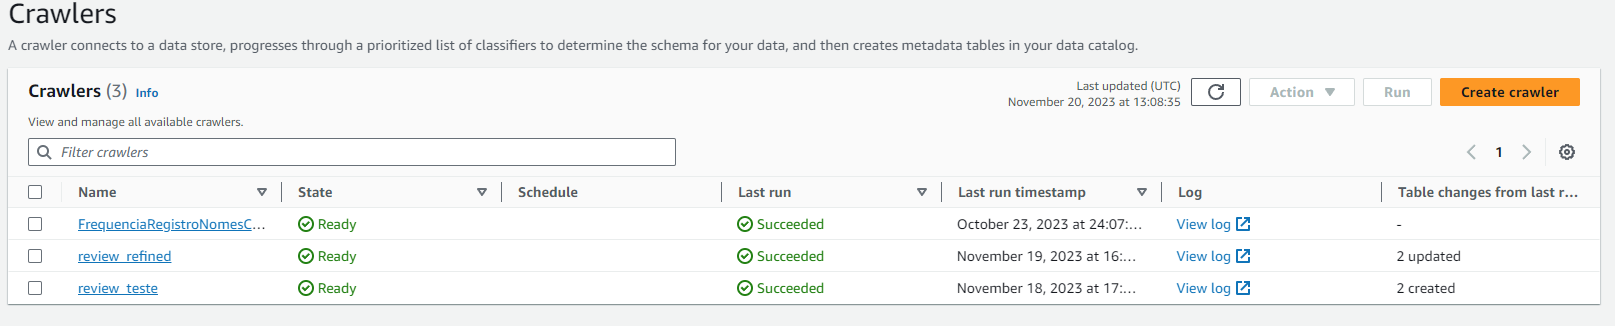 Crawlers
A crawler connects to a data store, progresses through a prioritized list of classifiers to determine the schema for your data, and then creates metadata tables in your data catalog.
Crawlers (3) Info
Last updated (UTC)
November 20, 2023 at 13:08:35
Action
Run
Create crawler
View and manage all available crawlers.
Filter crawlers
1
Name State Schedule Last run Last run timestamp Log Table changes from last r...
FrequenciaRegistroNomesC... Ready Succeeded October 23, 2023 at 24:07:... View log -
review_refined Ready Succeeded November 19, 2023 at 16:... View log 2 updated
review_teste Ready Succeeded November 18, 2023 at 17:... View log 2 created